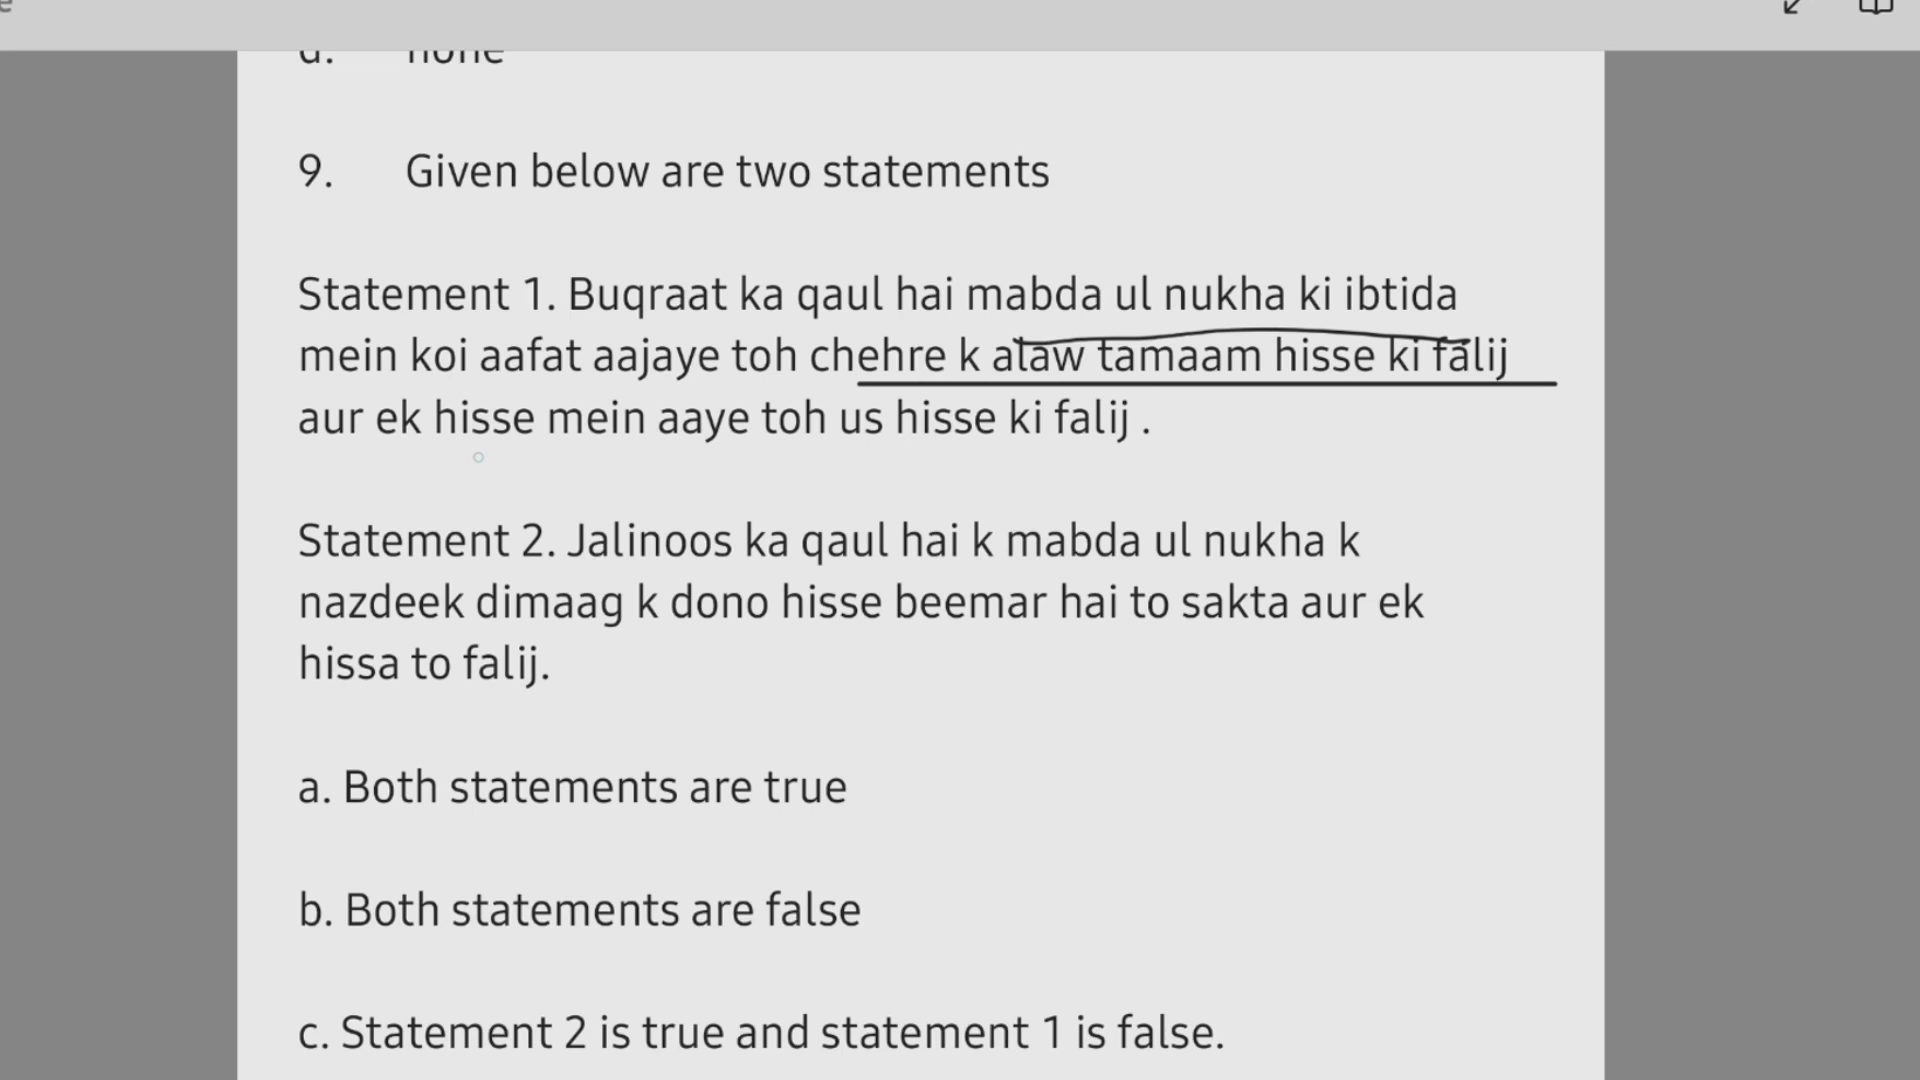 none
9. Given below are two statements
Statement 1. Buqraat ka qaul hai mabda ul nukha ki ibtida
mein koi aafat aajaye toh chehre k alaw tamaam hisse ki falij
aur ek hisse mein aaye toh us hisse ki falij .
Statement 2. Jalinoos ka qaul hai k mabda ul nukha k
nazdeek dimaag k dono hisse beemar hai to sakta aur ek
hissa to falij.
a. Both statements are true
b. Both statements are false
c. Statement 2 is true and statement 1 is false.